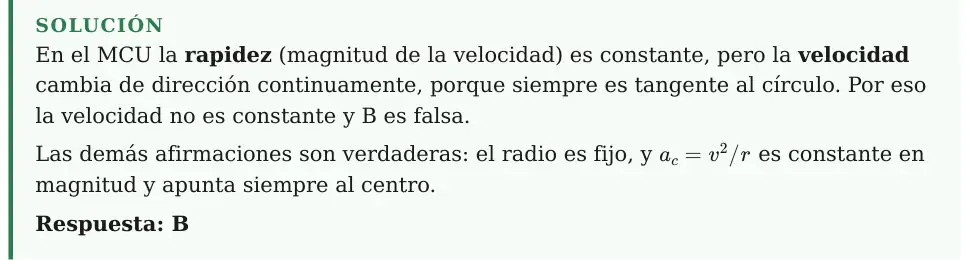 SOLUCIÓN
En el MCU la rapidez (magnitud de la velocidad) es constante, pero la velocidad
cambia de dirección continuamente, porque siempre es tangente al círculo. Por eso
la velocidad no es constante y B es falsa.
Las demás afirmaciones son verdaderas: el radio es fijo, y $a_c = v^2/r$ es constante en
magnitud y apunta siempre al centro.
Respuesta: B